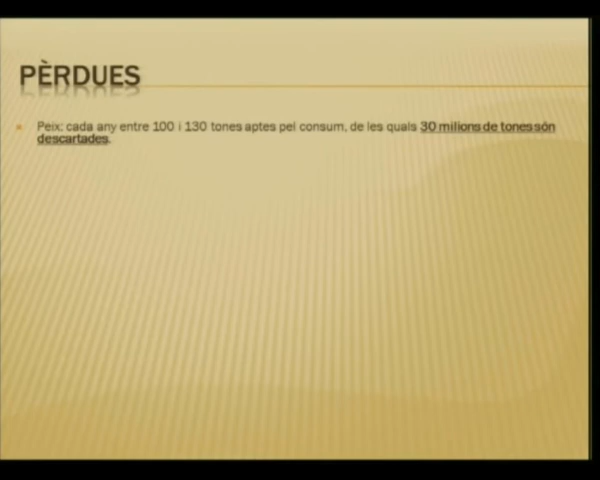 PÈRDUES
Peix: cada any entre 100 i 130 tones aptes pel consum, de les quals 30 milions de tones són
descartades.